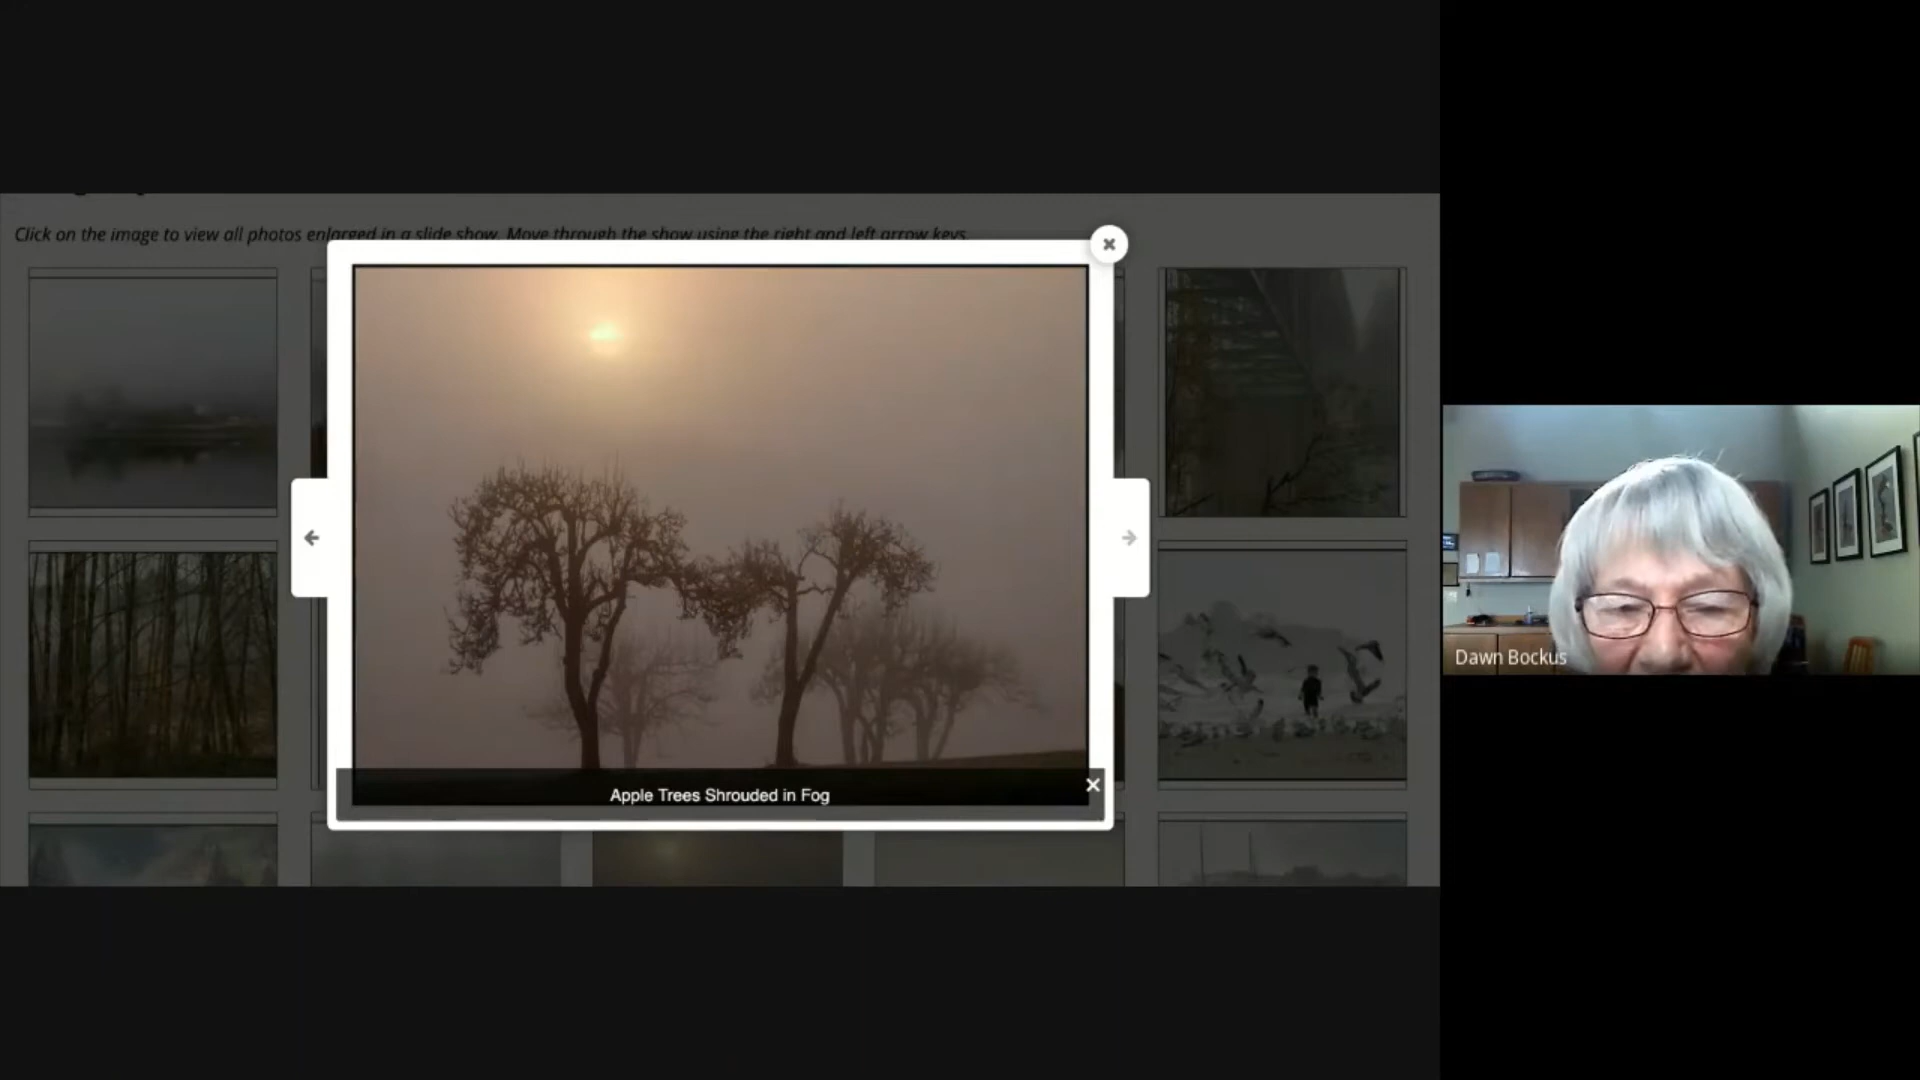 Click on the image to view all photos enlarged in a slide show. Move through the show using the right and left arrow keys.
Apple Trees Shrouded in Fog
Dawn Bockus